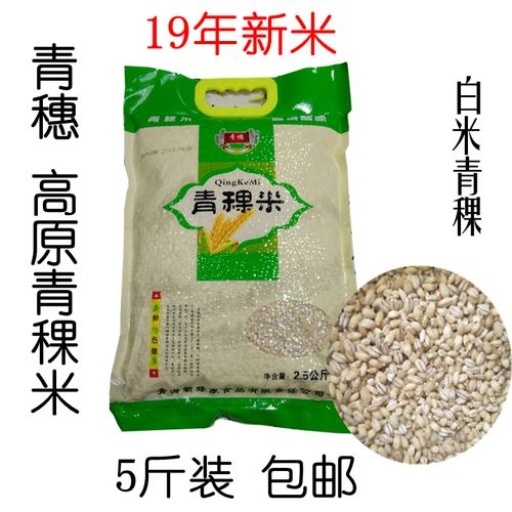 19年新米
青穗 高原青稞米
白米青稞
青穗
QingKeMi
青稞米
净含量: 2.5公斤
5斤装 包邮